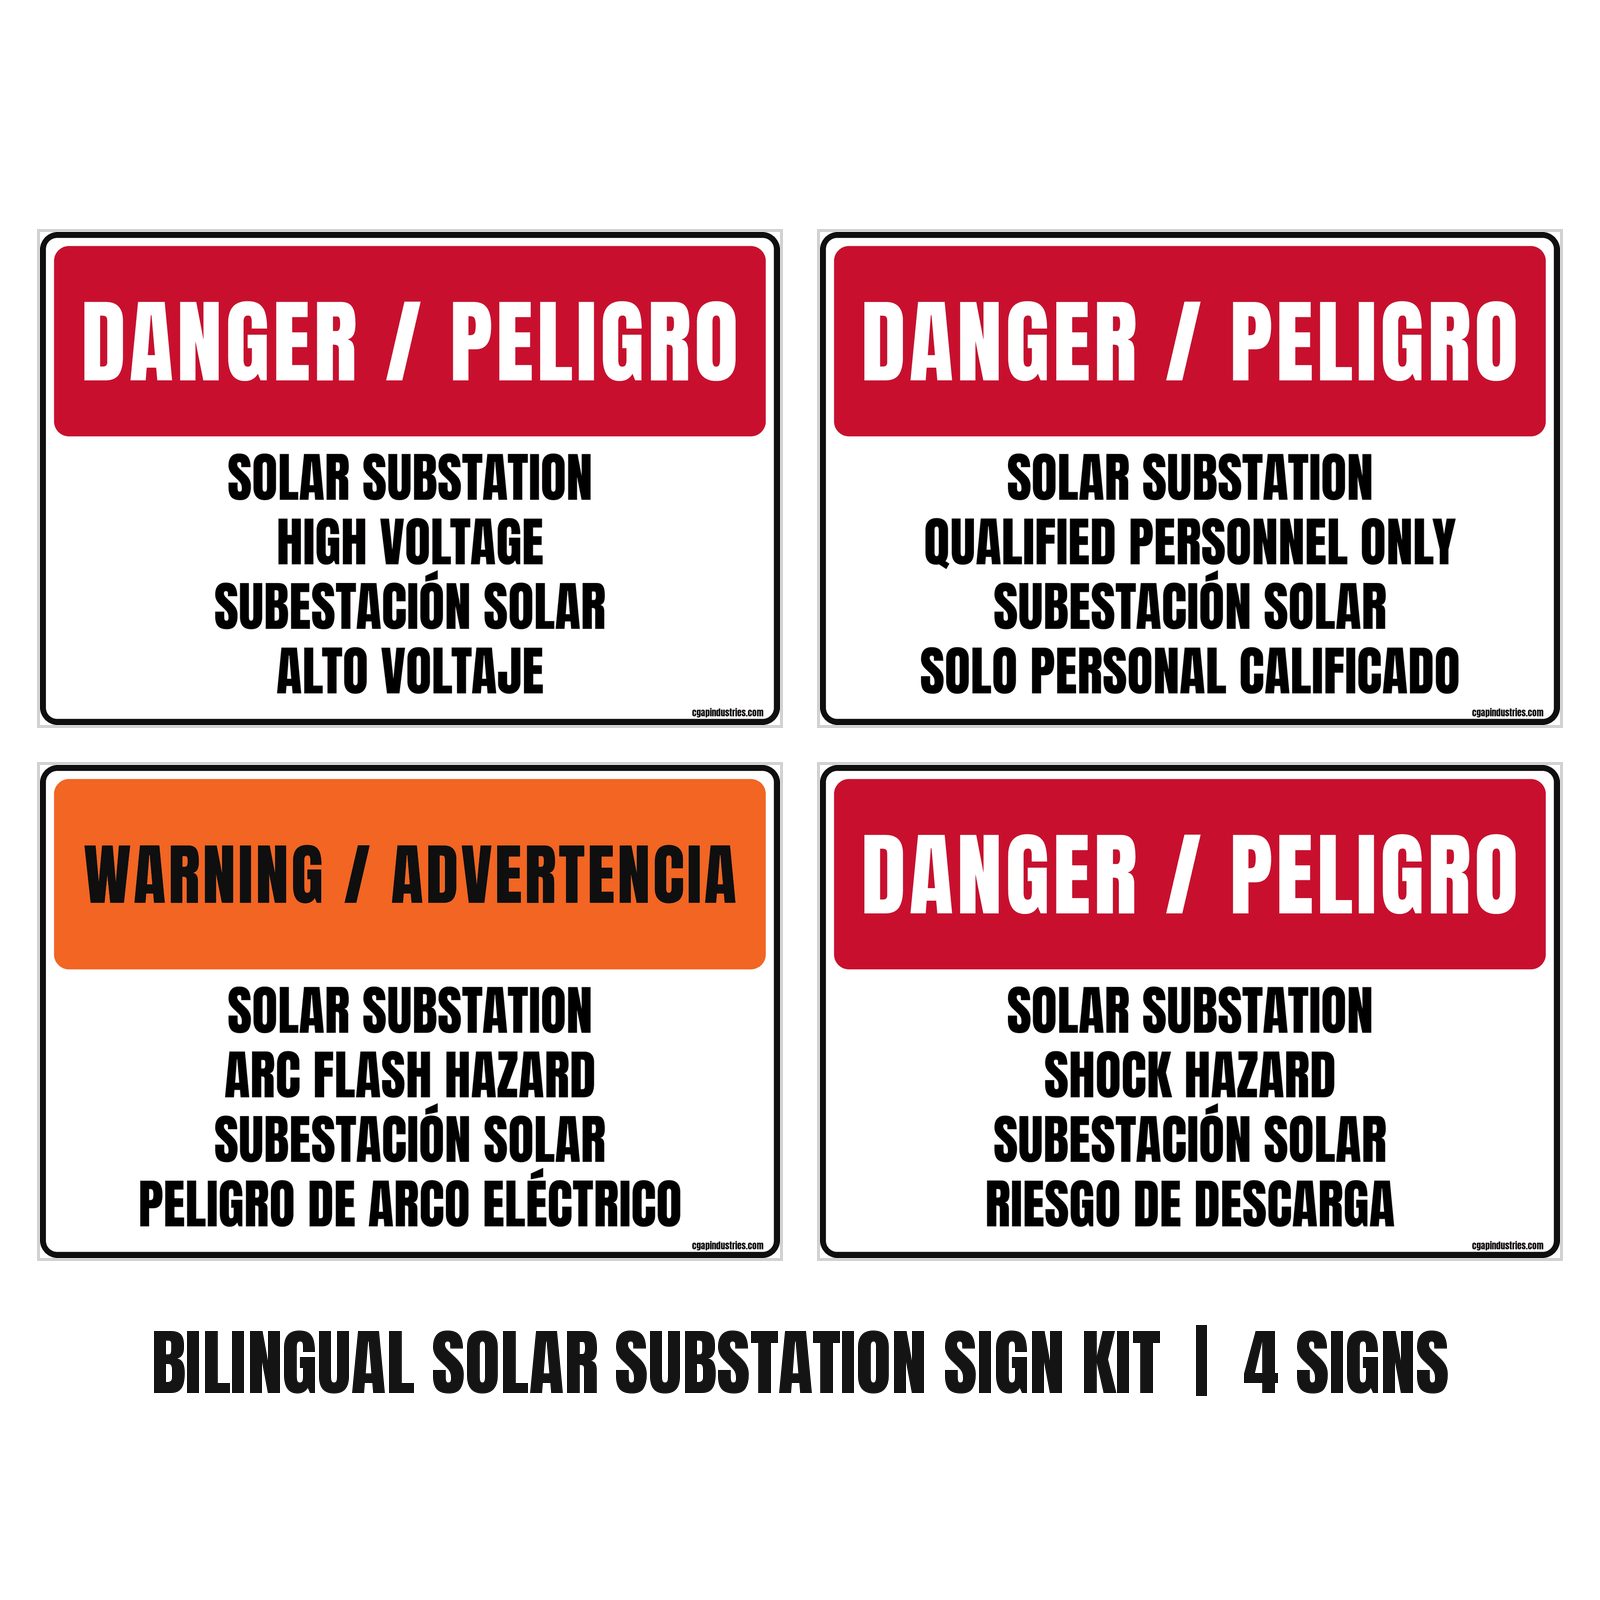 DANGER / PELIGRO
SOLAR SUBSTATION
HIGH VOLTAGE
SUBESTACIÓN SOLAR
ALTO VOLTAJE
cgapindustries.com
DANGER / PELIGRO
SOLAR SUBSTATION
QUALIFIED PERSONNEL ONLY
SUBESTACIÓN SOLAR
SOLO PERSONAL CALIFICADO
cgapindustries.com
WARNING / ADVERTENCIA
SOLAR SUBSTATION
ARC FLASH HAZARD
SUBESTACIÓN SOLAR
PELIGRO DE ARCO ELÉCTRICO
cgapindustries.com
DANGER / PELIGRO
SOLAR SUBSTATION
SHOCK HAZARD
SUBESTACIÓN SOLAR
RIESGO DE DESCARGA
cgapindustries.com
BILINGUAL SOLAR SUBSTATION SIGN KIT | 4 SIGNS